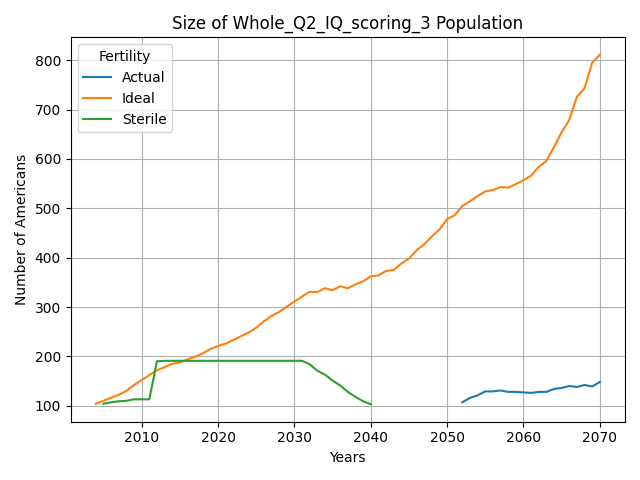 Size of Whole_Q2_IQ_scoring_3 Population
Fertility
Actual
Ideal
Sterile
Number of Americans
800
700
600
500
400
300
200
100
2010
2020
2030
2040
2050
2060
2070
Years